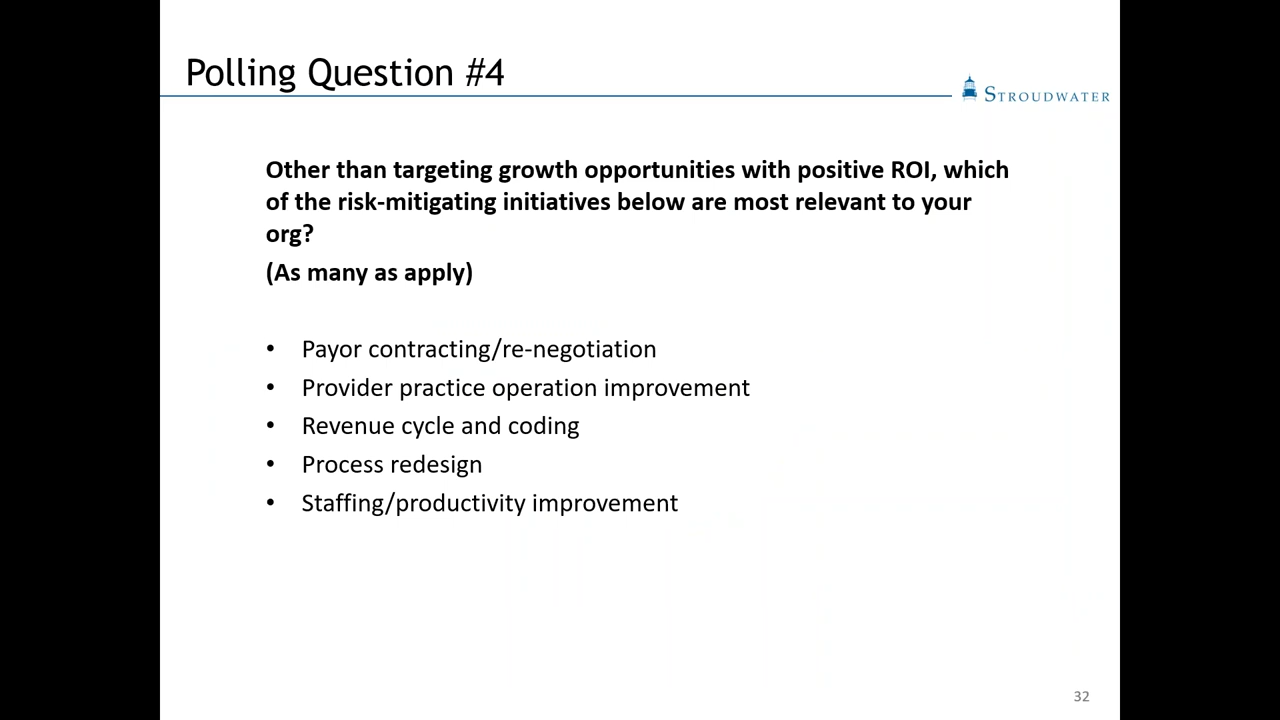 Polling Question #4
STROUDWATER
Other than targeting growth opportunities with positive ROI, which
of the risk-mitigating initiatives below are most relevant to your
org?
(As many as apply)
• Payor contracting/re-negotiation
• Provider practice operation improvement
• Revenue cycle and coding
• Process redesign
• Staffing/productivity improvement
32